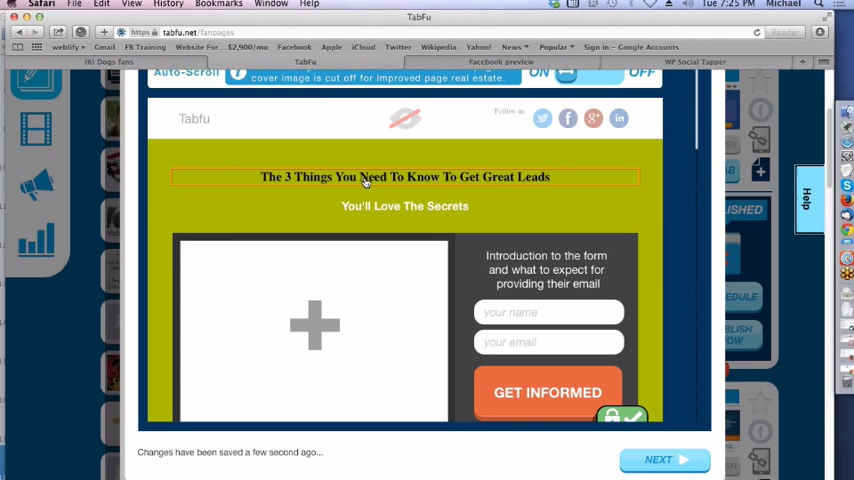 Safari File Edit View History Bookmarks Window Help Tue 7:25 PM Michael
TabFu
https tabfu.net/fanpages Reader
weblify Gmail FB Training Website For...$2,900/mo Facebook Apple iCloud Twitter Wikipedia Yahoo! News Popular Sign in – Google Accounts
(6) Dogs fans TabFu Facebook preview WP Social Tapper +
Auto-Scroll i cover image is cut off for improved page real estate. ON OFF
Tabfu Follow us
The 3 Things You Need To Know To Get Great Leads
You'll Love The Secrets
Introduction to the form
and what to expect for
providing their email
your name
your email
GET INFORMED
Help
Changes have been saved a few second ago...
NEXT